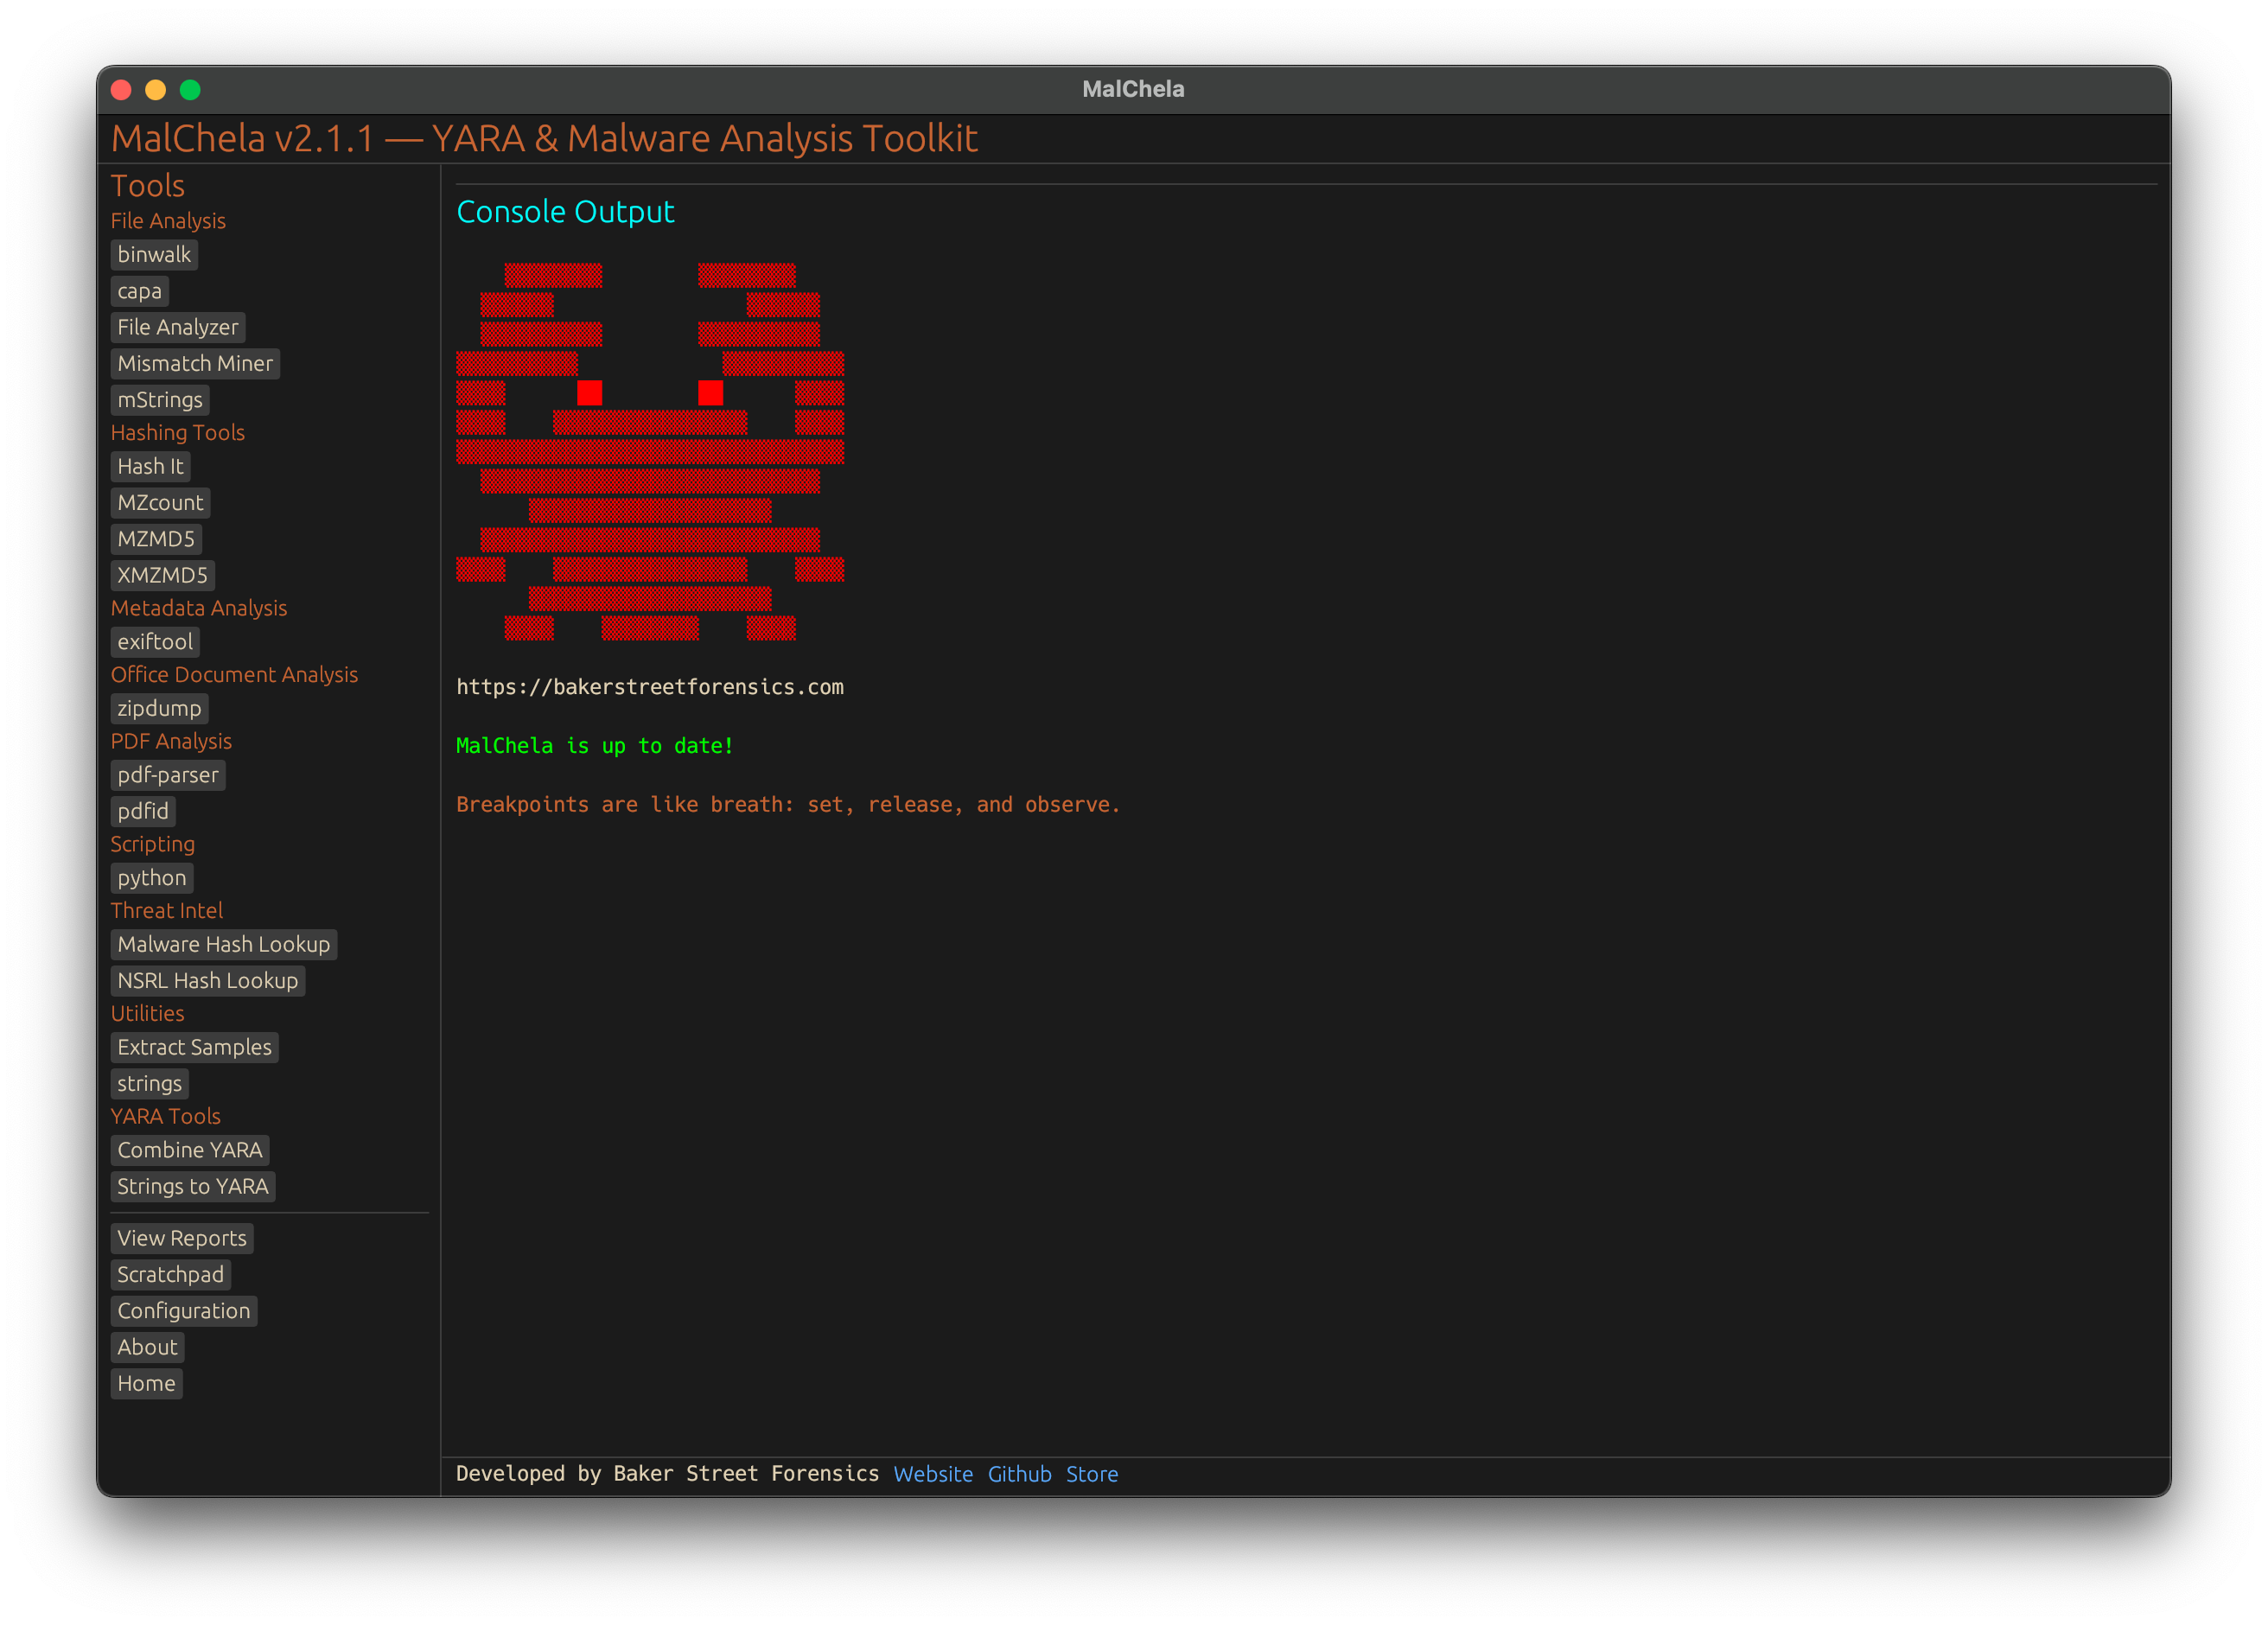 MalChela
MalChela v2.1.1 — YARA & Malware Analysis Toolkit
Tools
File Analysis
binwalk
capa
File Analyzer
Mismatch Miner
mStrings
Hashing Tools
Hash It
MZcount
MZMD5
XMZMD5
Metadata Analysis
exiftool
Office Document Analysis
zipdump
PDF Analysis
pdf-parser
pdfid
Scripting
python
Threat Intel
Malware Hash Lookup
NSRL Hash Lookup
Utilities
Extract Samples
strings
YARA Tools
Combine YARA
Strings to YARA
View Reports
Scratchpad
Configuration
About
Home
Console Output
https://bakerstreetforensics.com
MalChela is up to date!
Breakpoints are like breath: set, release, and observe.
Developed by Baker Street Forensics Website Github Store